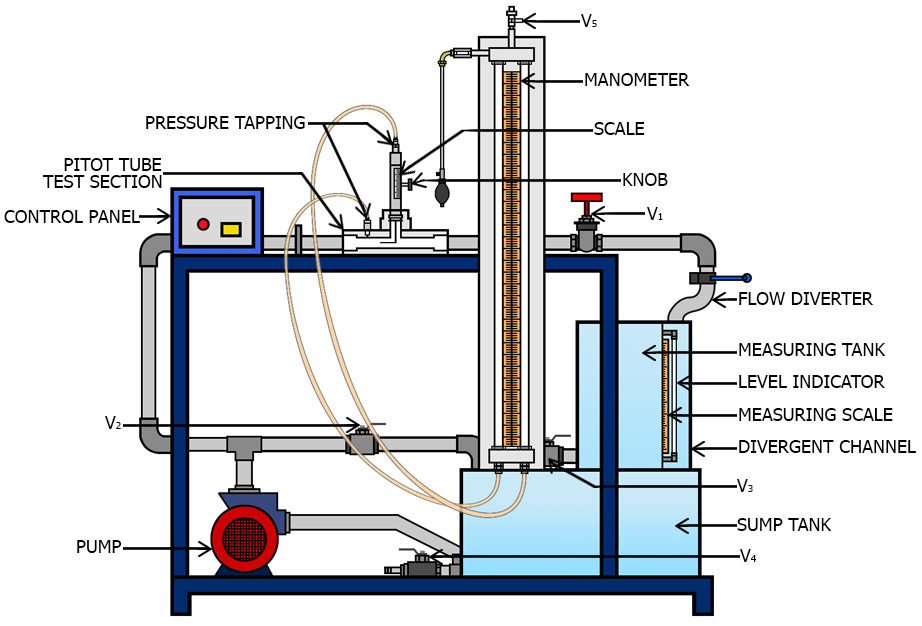 V₅
MANOMETER
PRESSURE TAPPING
SCALE
PITOT TUBE
TEST SECTION
KNOB
CONTROL PANEL
V₁
FLOW DIVERTER
MEASURING TANK
LEVEL INDICATOR
MEASURING SCALE
V₂
DIVERGENT CHANNEL
V₃
SUMP TANK
PUMP
V₄